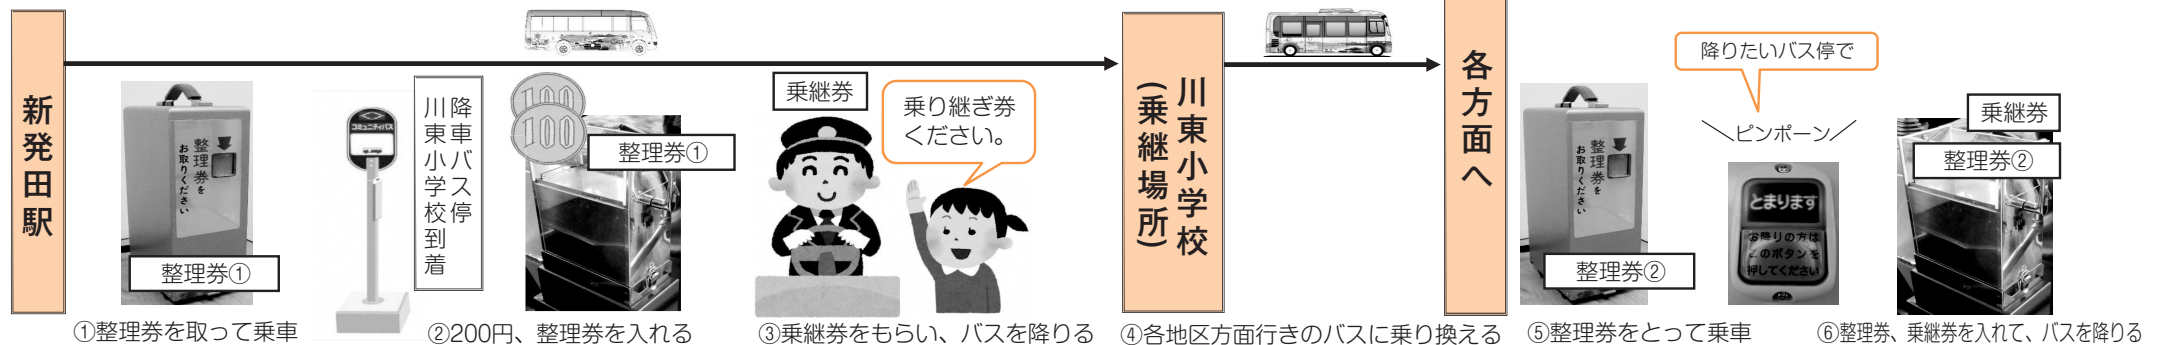 新発田駅
整理券を
お取りください
整理券①
①整理券を取って乗車
コミュニティバス
降車バス停
川東小学校到着
100
100
整理券①
②200円、整理券を入れる
乗継券
乗り継ぎ券
ください。
③乗継券をもらい、バスを降りる
川東小学校
(乗継場所)
④各地区方面行きのバスに乗り換える
各方面へ
整理券を
お取りください
整理券②
⑤整理券をとって乗車
降りたいバス停で
ピンポーン
とまります
お降りの方は
このボタンを
押してください
乗継券
整理券②
⑥整理券、乗継券を入れて、バスを降りる